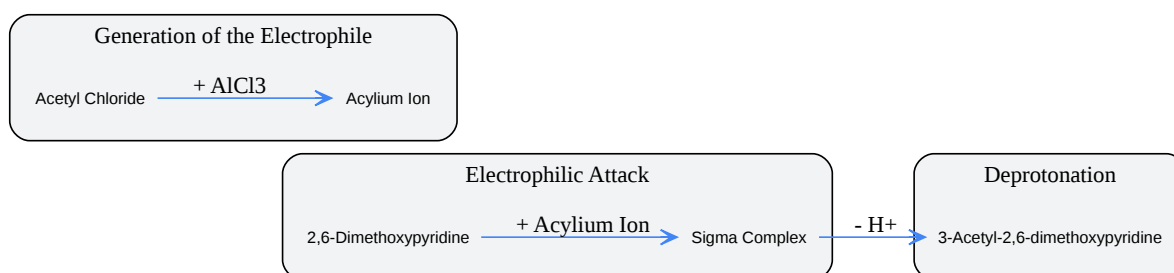 Generation of the Electrophile
+ AlCl3
Acetyl Chloride
Acylium Ion
Electrophilic Attack
+ Acylium Ion
2,6-Dimethoxypyridine
Sigma Complex
- H+
Deprotonation
3-Acetyl-2,6-dimethoxypyridine